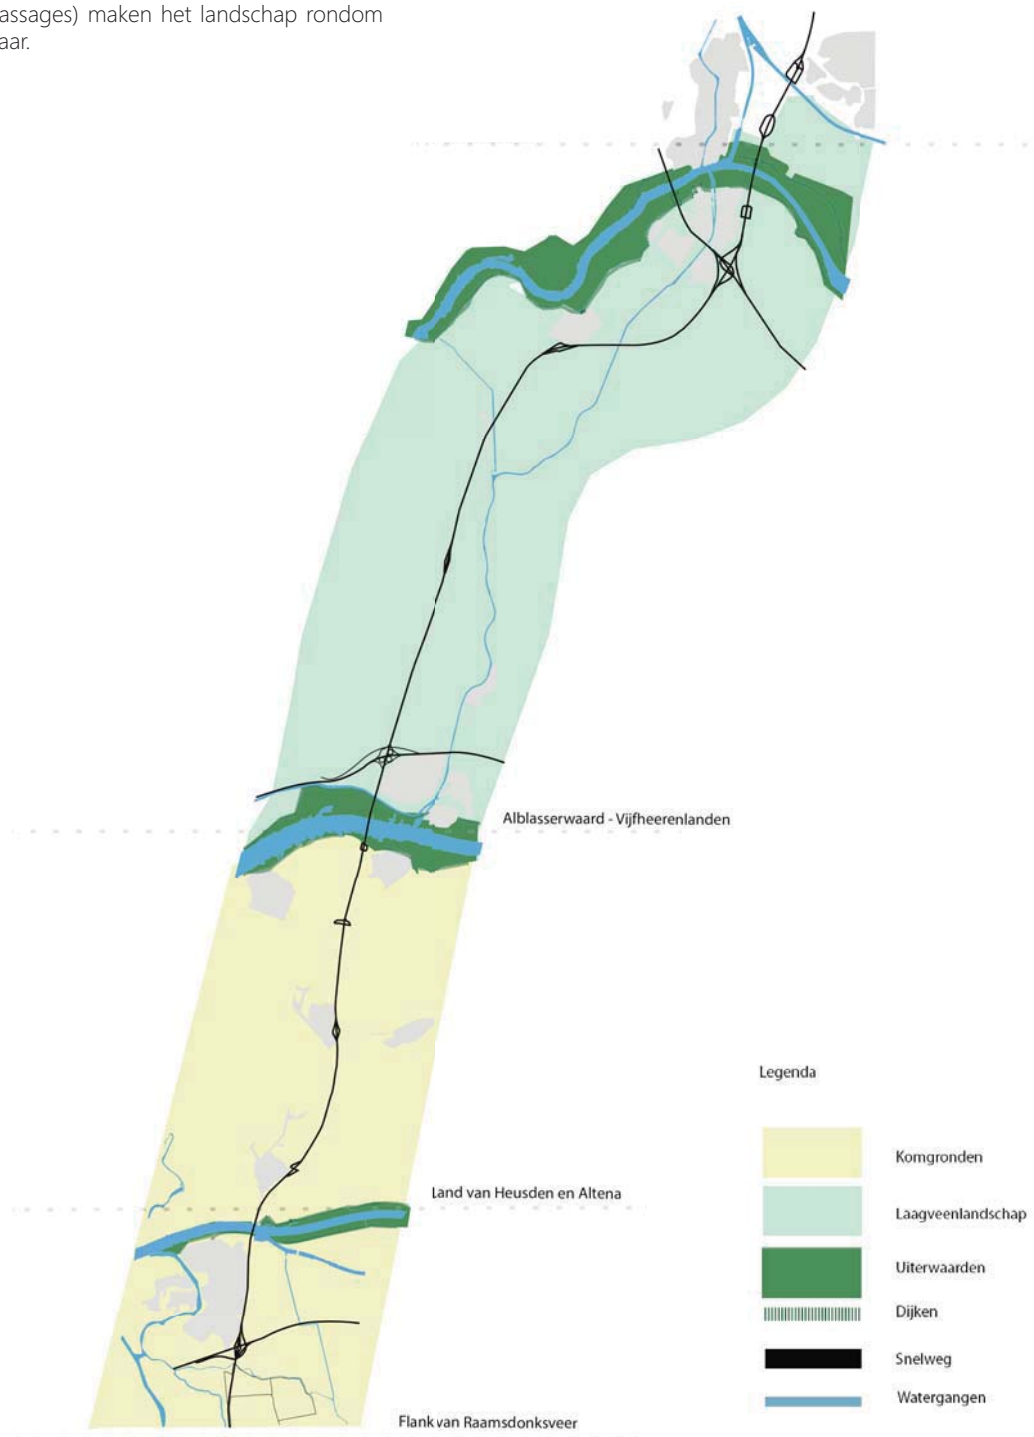 assages) maken het landschap rondom
aar.
Alblasserwaard - Vijfheerenlanden
Land van Heusden en Altena
Flank van Raamsdonksveer
Legenda
Komgronden
Laagveenlandschap
Uiterwaarden
Dijken
Snelweg
Watergangen